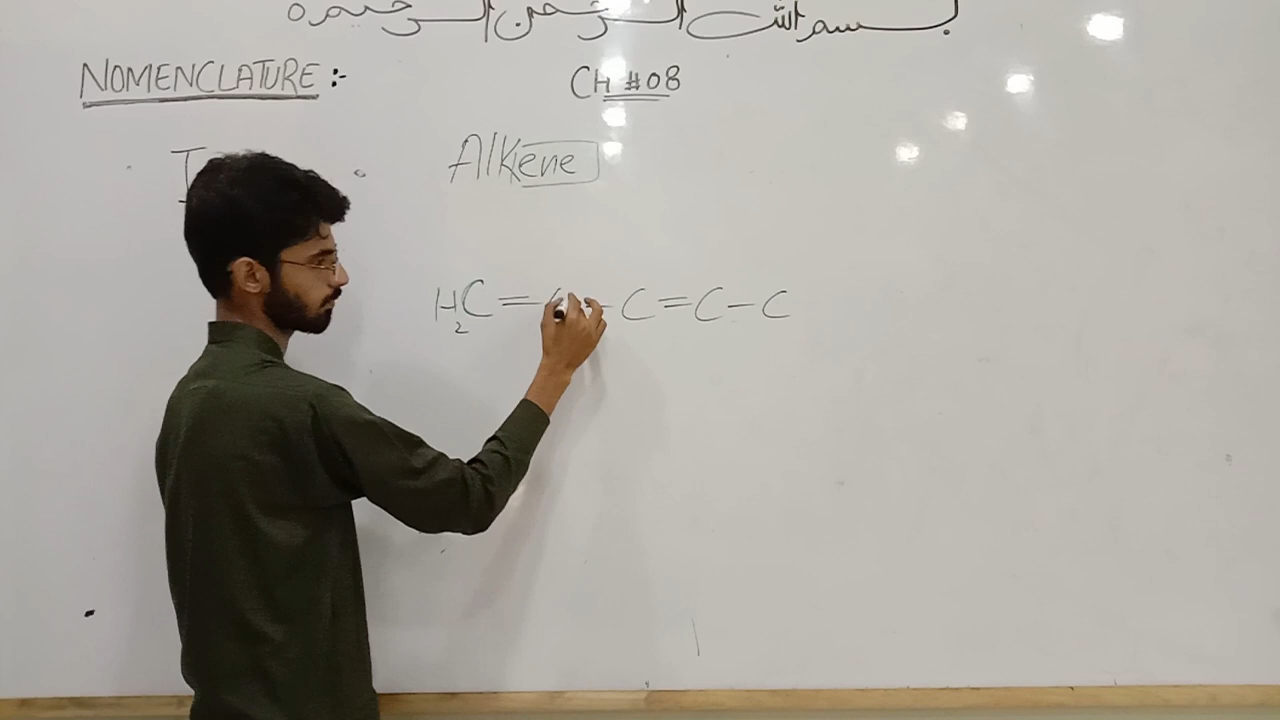 بسم الله الرحمن الرحيم
NOMENCLATURE :-
CH # 08
Alkene
H₂C = C - C = C - C